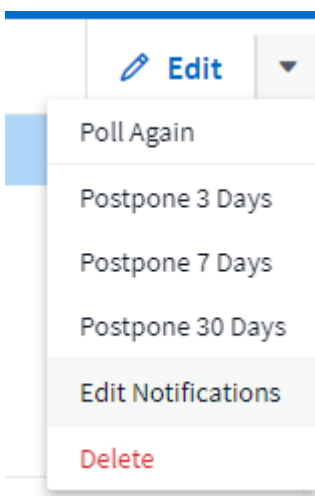 Edit
Poll Again
Postpone 3 Days
Postpone 7 Days
Postpone 30 Days
Edit Notifications
Delete